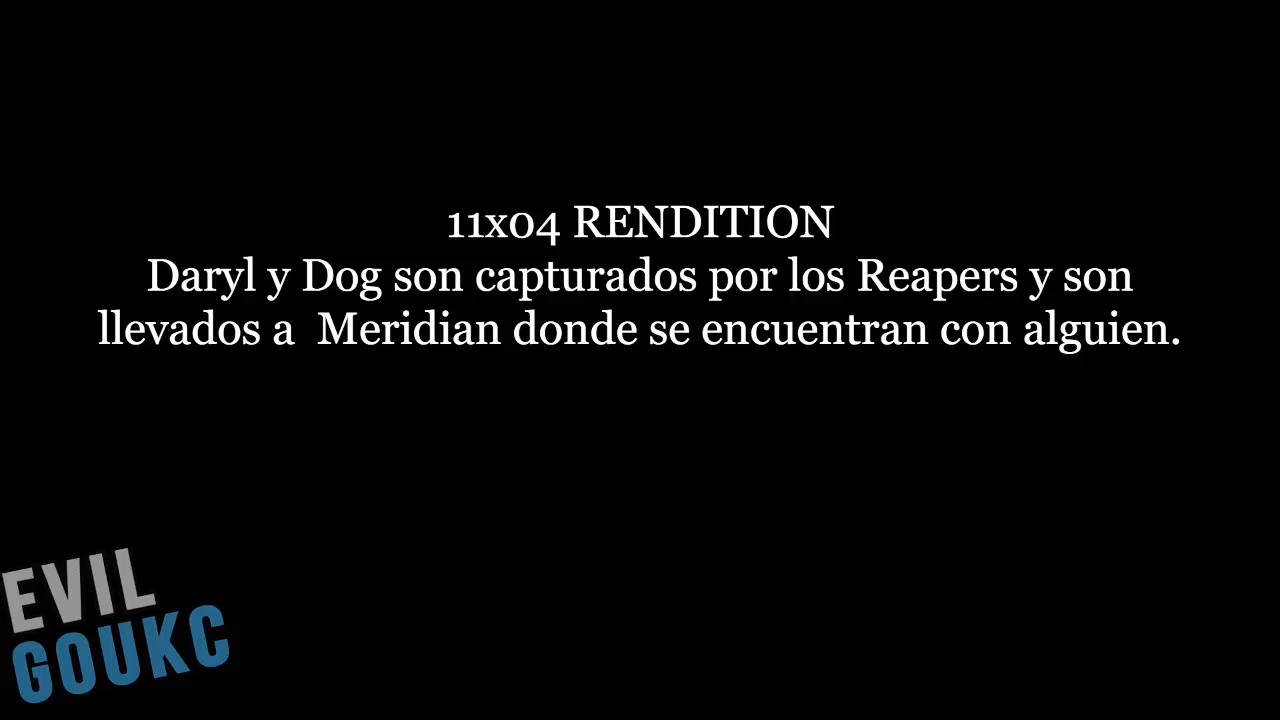 11x04 RENDITION
Daryl y Dog son capturados por los Reapers y son
llevados a  Meridian donde se encuentran con alguien.
EVIL
GOUKC